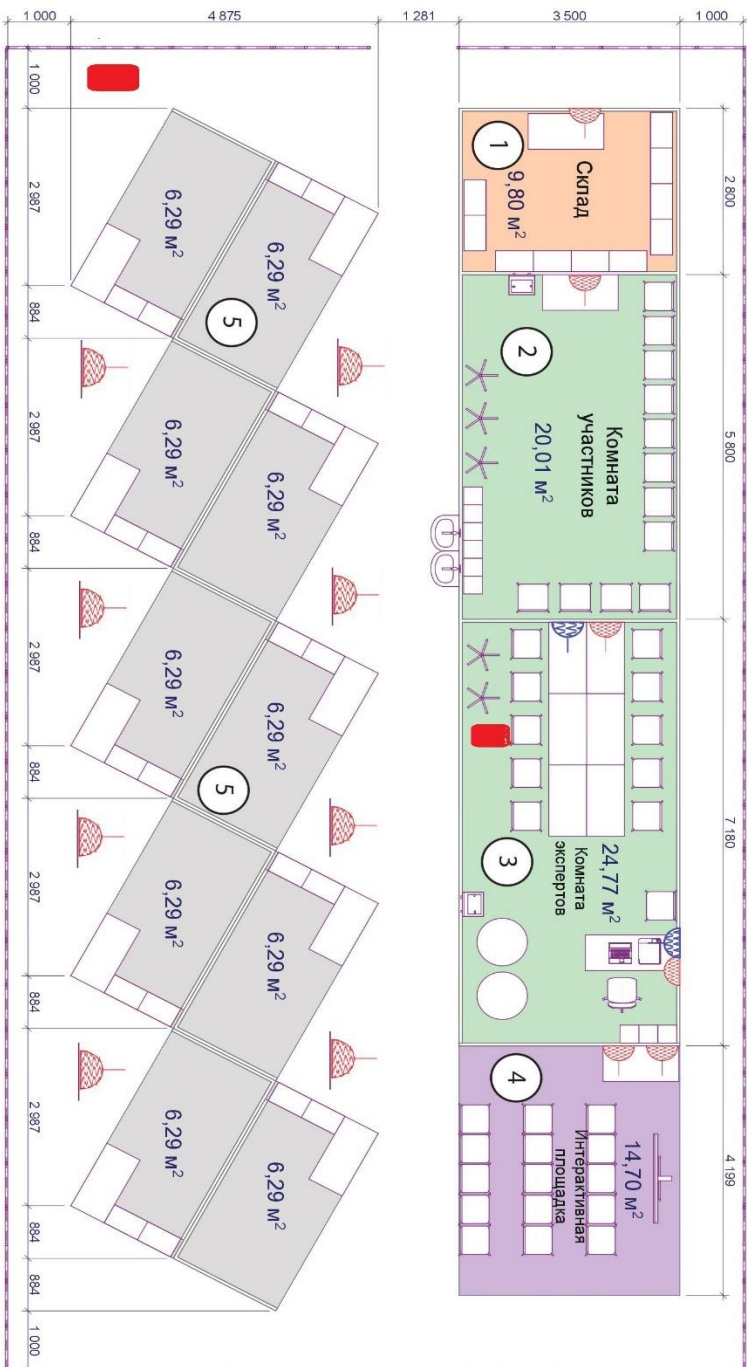 1 000
4 875
1 281
3 500
1 000
1 000
2 987
884
2 987
884
2 987
884
2 987
884
2 987
884
884
1 000
2 800
5 800
7 180
4 199
1
Склад
9,80 м²
2
Комната
участников
20,01 м²
3
24,77 м²
Комната
экспертов
4
14,70 м²
Интерактивная
площадка
6,29 м²
6,29 м²
5
6,29 м²
6,29 м²
6,29 м²
6,29 м²
5
6,29 м²
6,29 м²
6,29 м²
6,29 м²